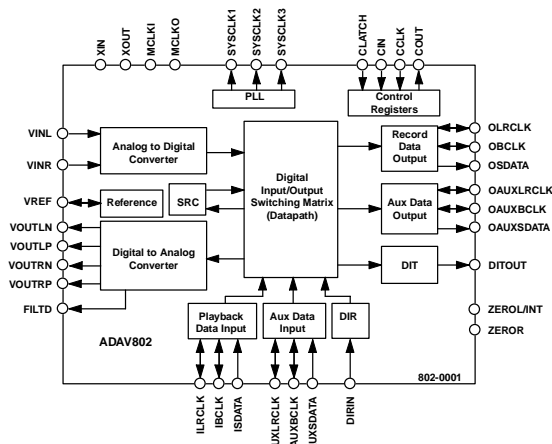 XIN
XOUT
MCLKI
MCLKO
SYSCLK1
SYSCLK2
SYSCLK3
CLATCH
CIN
CCLK
COUT
PLL
Control
Registers
VINL
VINR
VREF
VOUTLN
VOUTLP
VOUTRN
VOUTRP
FILTD
Analog to Digital
Converter
Reference
SRC
Digital to Analog
Converter
Digital
Input/Output
Switching Matrix
(Datapath)
Record
Data
Output
Aux Data
Output
DIT
OLRCLK
OBCLK
OSDATA
OAUXLRCLK
OAUXBCLK
OAUXSDATA
DITOUT
ZEROL/INT
ZEROR
Playback
Data Input
Aux Data
Input
DIR
ADAV802
802-0001
ILRCLK
IBCLK
ISDATA
UXLRCLK
AUXBCLK
UXSDATA
DIRIN